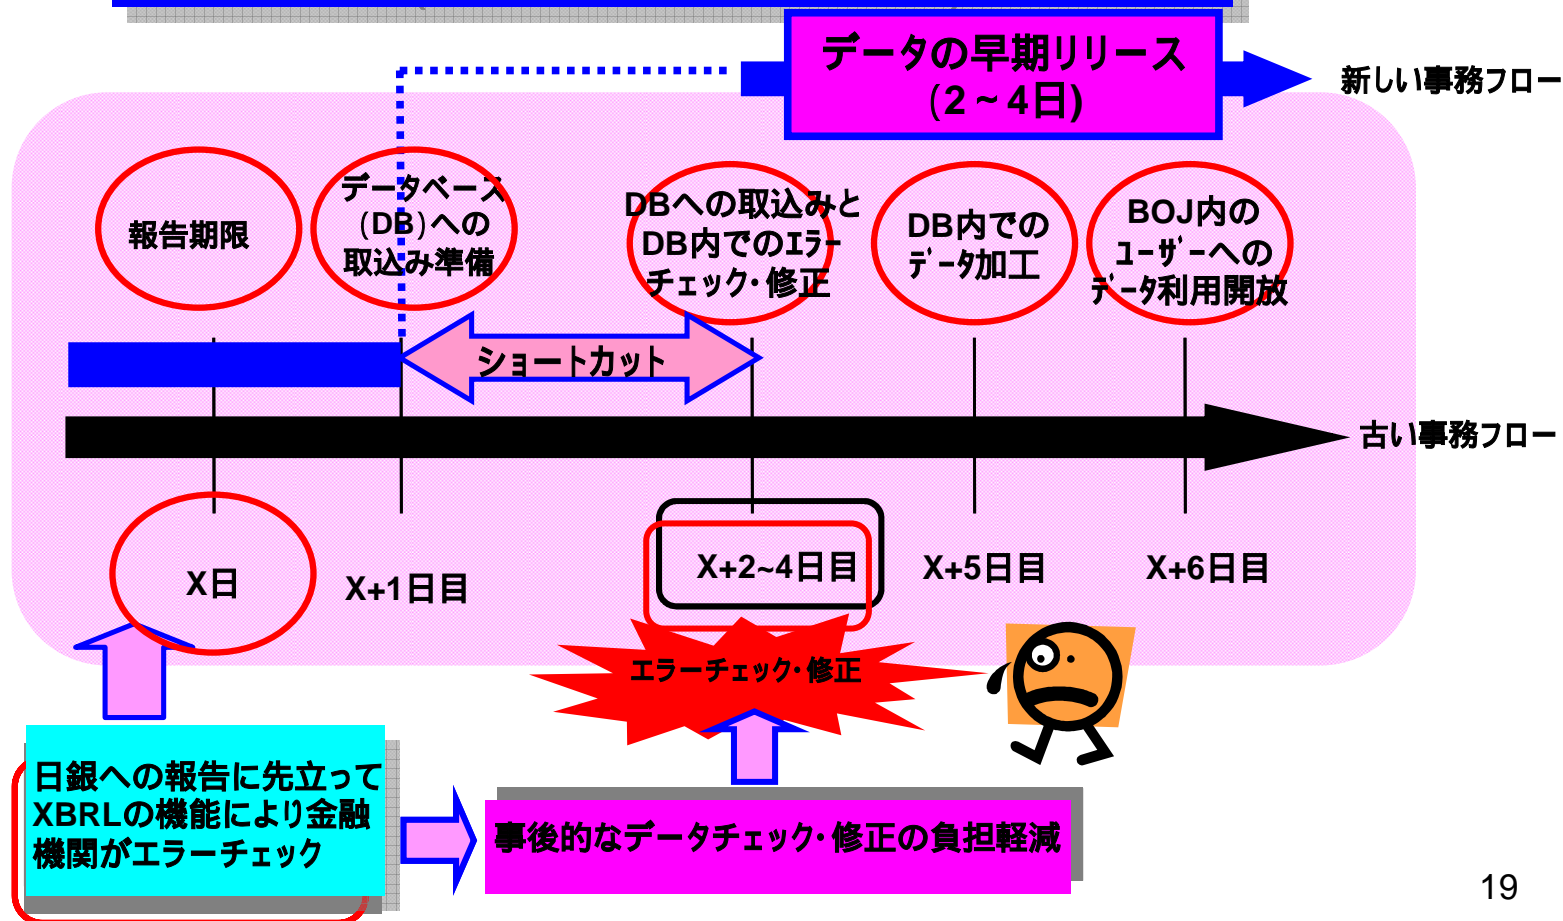 データの早期リリース
(2～4日)
新しい事務フロー
報告期限
データベース
(DB)への
取込み準備
DBへの取込みと
DB内でのエラー
チェック・修正
DB内での
データ加工
BOJ内の
ユーザーへの
データ利用開放
ショートカット
古い事務フロー
X日
X+1日目
X+2~4日目
X+5日目
X+6日目
エラーチェック・修正
日銀への報告に先立って
XBRLの機能により金融
機関がエラーチェック
事後的なデータチェック・修正の負担軽減
19